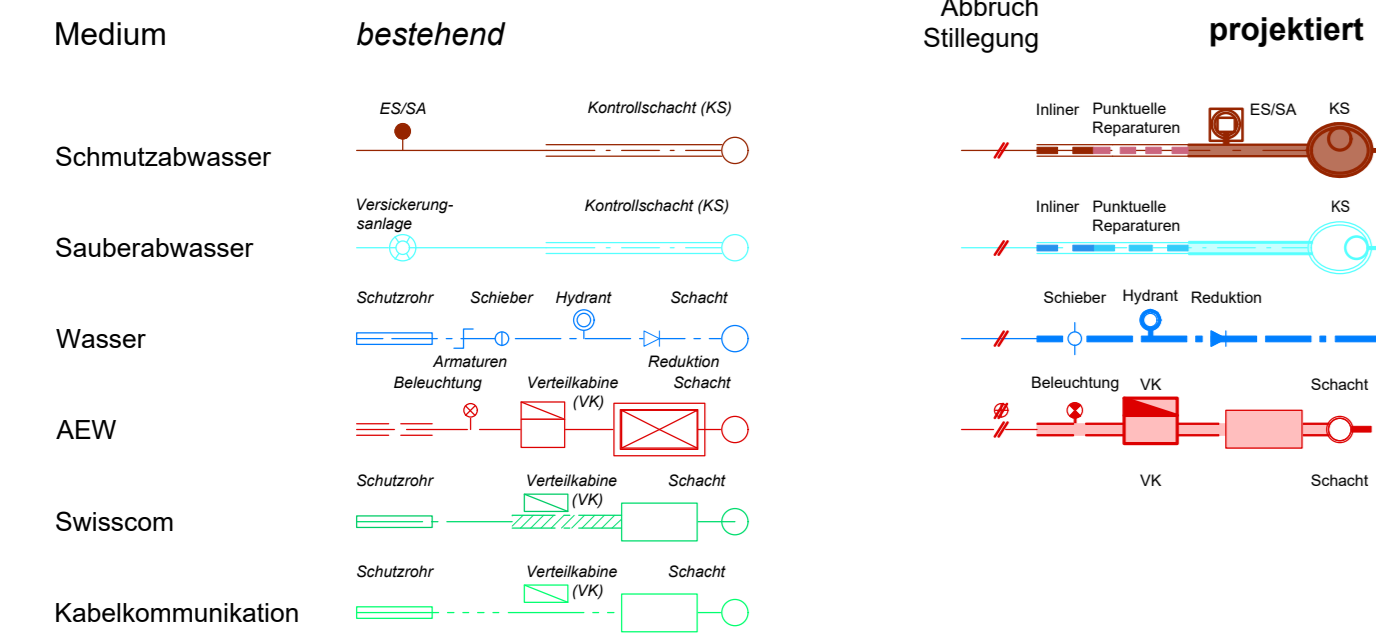 Medium
bestehend
Abbruch
Stillegung
projektiert
Schmutzabwasser
ES/SA
Kontrollschacht (KS)
Inliner
Punktuelle
Reparaturen
ES/SA
KS
Sauberabwasser
Versickerung-
sanlage
Kontrollschacht (KS)
Inliner
Punktuelle
Reparaturen
KS
Wasser
Schutzrohr
Schieber
Hydrant
Schacht
Armaturen
Reduktion
Schieber
Hydrant
Reduktion
AEW
Beleuchtung
Verteilkabine
(VK)
Schacht
Beleuchtung
VK
Schacht
Swisscom
Schutzrohr
Verteilkabine
(VK)
Schacht
VK
Schacht
Kabelkommunikation
Schutzrohr
Verteilkabine
(VK)
Schacht